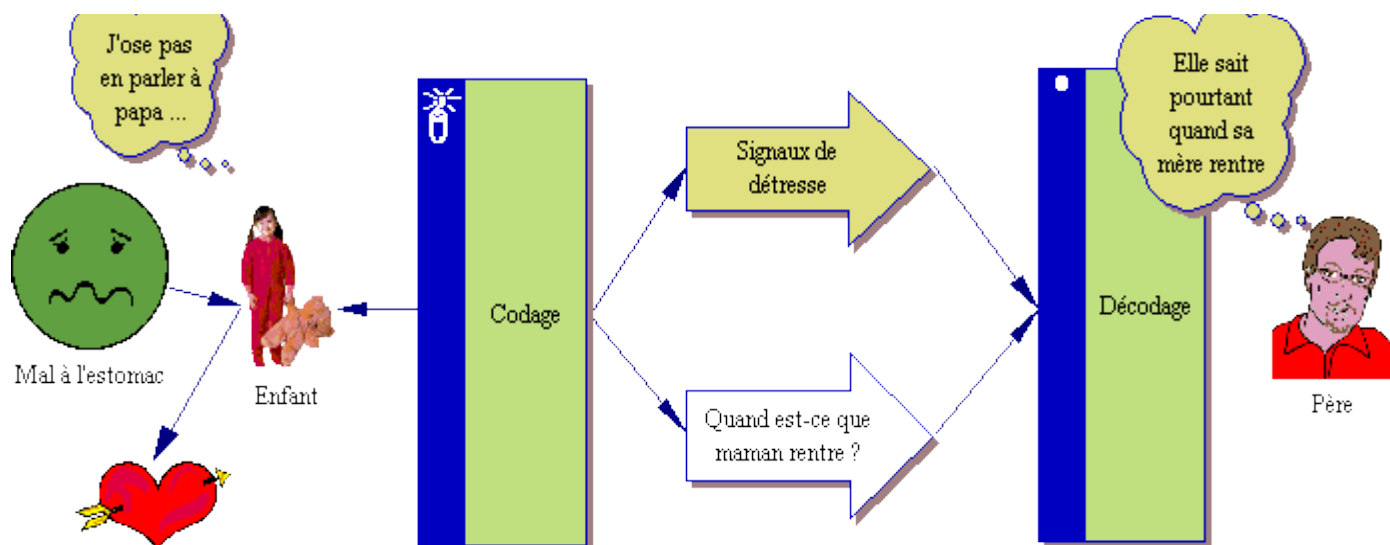 J'ose pas
en parler à
papa ...
Mal à l'estomac
Enfant
Codage
Signaux de
détresse
Quand est-ce que
maman rentre ?
Décodage
Elle sait
pourtant
quand sa
mère rentre
Père